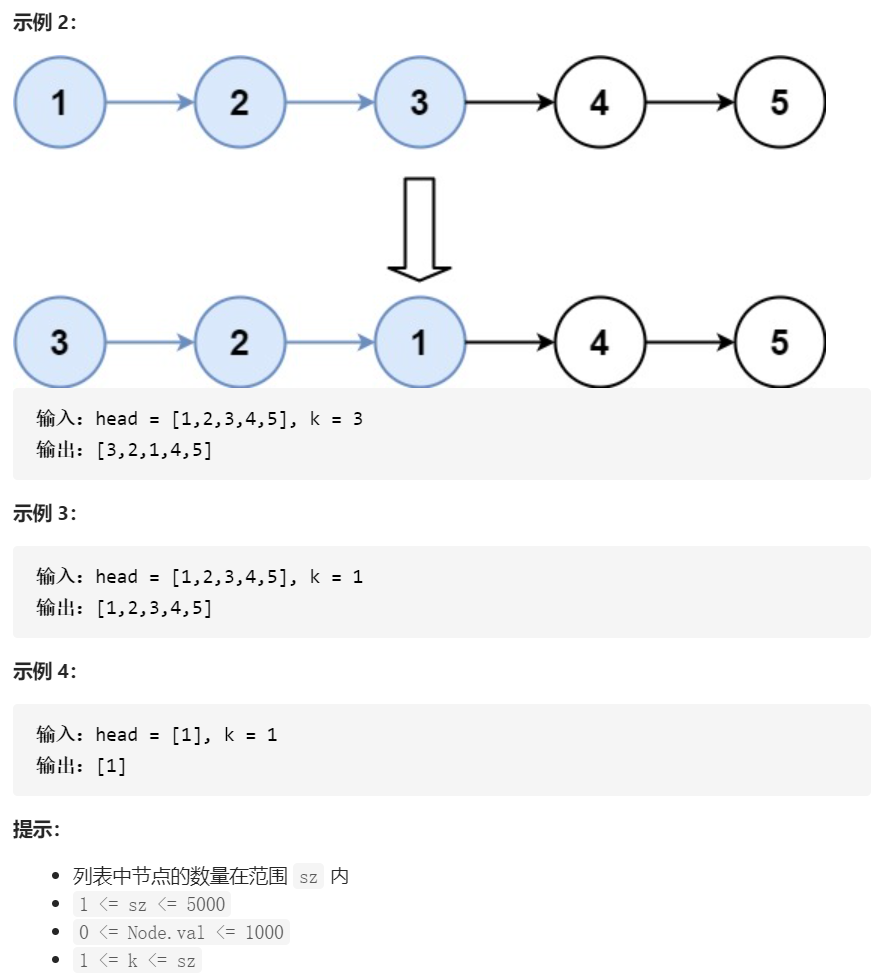 示例 2：
1 2 3 4 5
3 2 1 4 5
输入：head = [1,2,3,4,5], k = 3
输出：[3,2,1,4,5]
示例 3：
输入：head = [1,2,3,4,5], k = 1
输出：[1,2,3,4,5]
示例 4：
输入：head = [1], k = 1
输出：[1]
提示：
列表中节点的数量在范围 sz 内
1 <= sz <= 5000
0 <= Node.val <= 1000
1 <= k <= sz